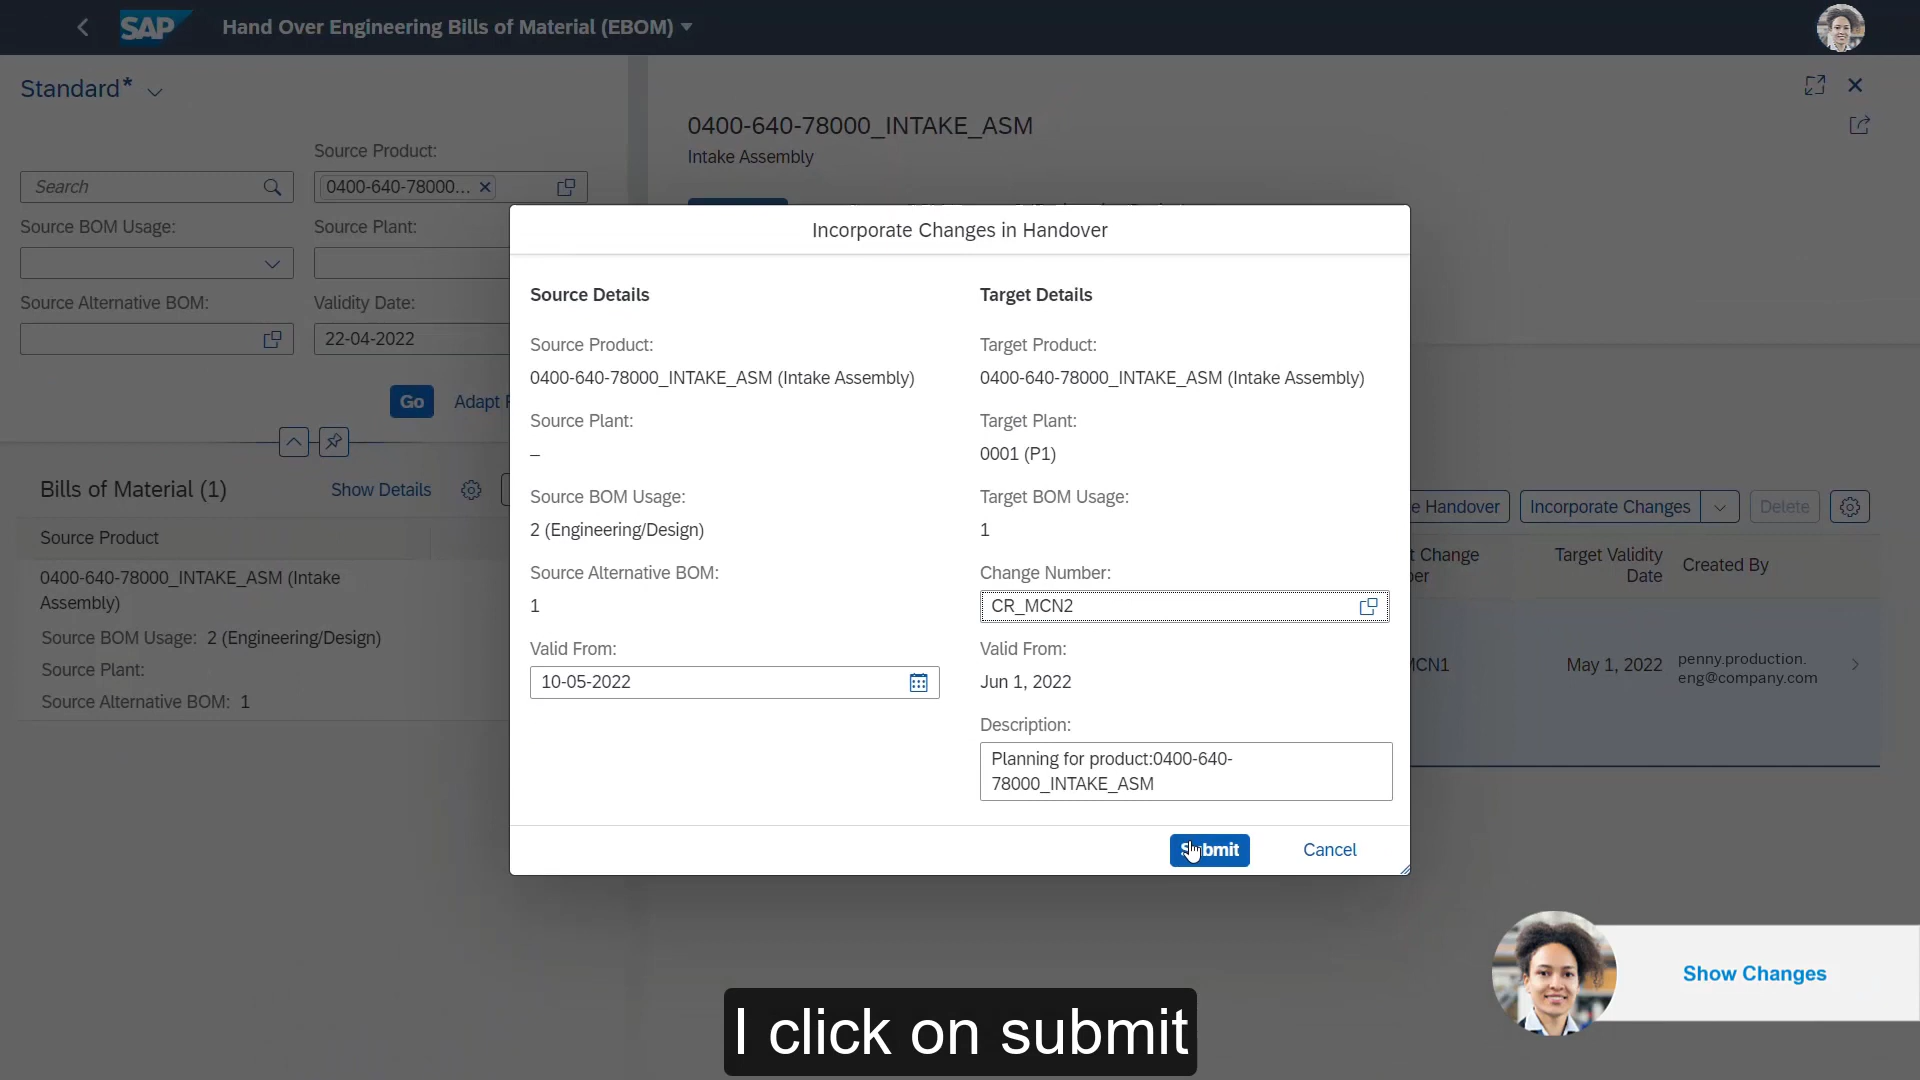 SAP
Hand Over Engineering Bills of Material (EBOM)
Standard*
Source Product:
Search
0400-640-78000...
Source BOM Usage:
Source Plant:
Source Alternative BOM:
Validity Date:
22-04-2022
Go
Adapt
Bills of Material (1)
Show Details
Source Product
0400-640-78000_INTAKE_ASM (Intake
Assembly)
Source BOM Usage: 2 (Engineering/Design)
Source Plant:
Source Alternative BOM: 1
0400-640-78000_INTAKE_ASM
Intake Assembly
Incorporate Changes in Handover
Source Details
Source Product:
0400-640-78000_INTAKE_ASM (Intake Assembly)
Source Plant:
–
Source BOM Usage:
2 (Engineering/Design)
Source Alternative BOM:
1
Valid From:
10-05-2022
Target Details
Target Product:
0400-640-78000_INTAKE_ASM (Intake Assembly)
Target Plant:
0001 (P1)
Target BOM Usage:
1
Change Number:
CR_MCN2
Valid From:
Jun 1, 2022
Description:
Planning for product:0400-640-
78000_INTAKE_ASM
Submit
Cancel
e Handover
Incorporate Changes
Delete
t Change
ber
Target Validity
Date
Created By
MCN1
May 1, 2022
penny.production.
eng@company.com
Show Changes
I click on submit